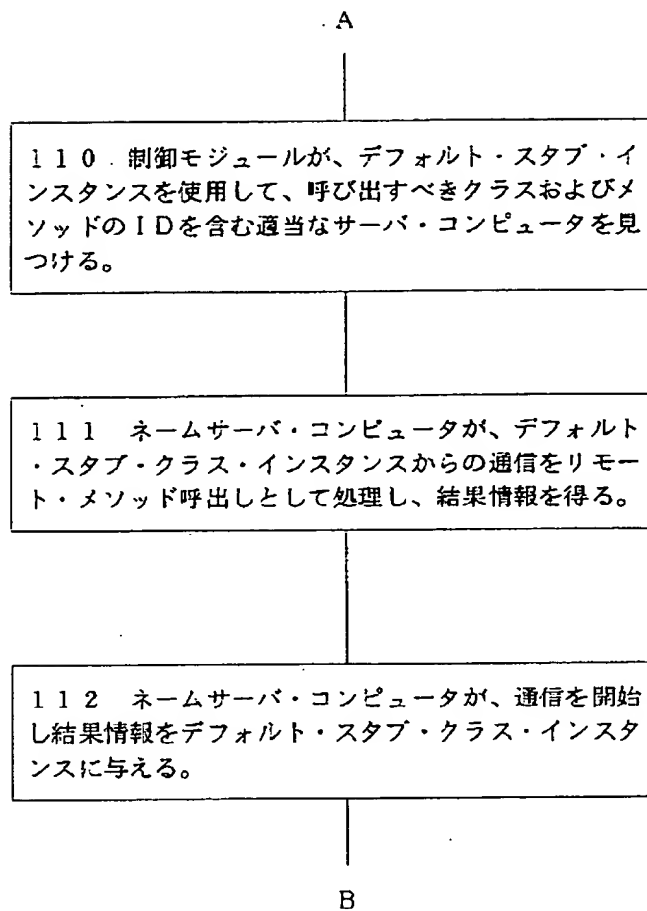 A
110 制御モジュールが、デフォルト・スタブ・イ
ンスタンスを使用して、呼び出すべきクラスおよびメ
ソッドのIDを含む適当なサーバ・コンピュータを見
つける。
111 ネームサーバ・コンピュータが、デフォルト
・スタブ・クラス・インスタンスからの通信をリモー
ト・メソッド呼出しとして処理し、結果情報を得る。
112 ネームサーバ・コンピュータが、通信を開始
し結果情報をデフォルト・スタブ・クラス・インスタ
ンスに与える。
B